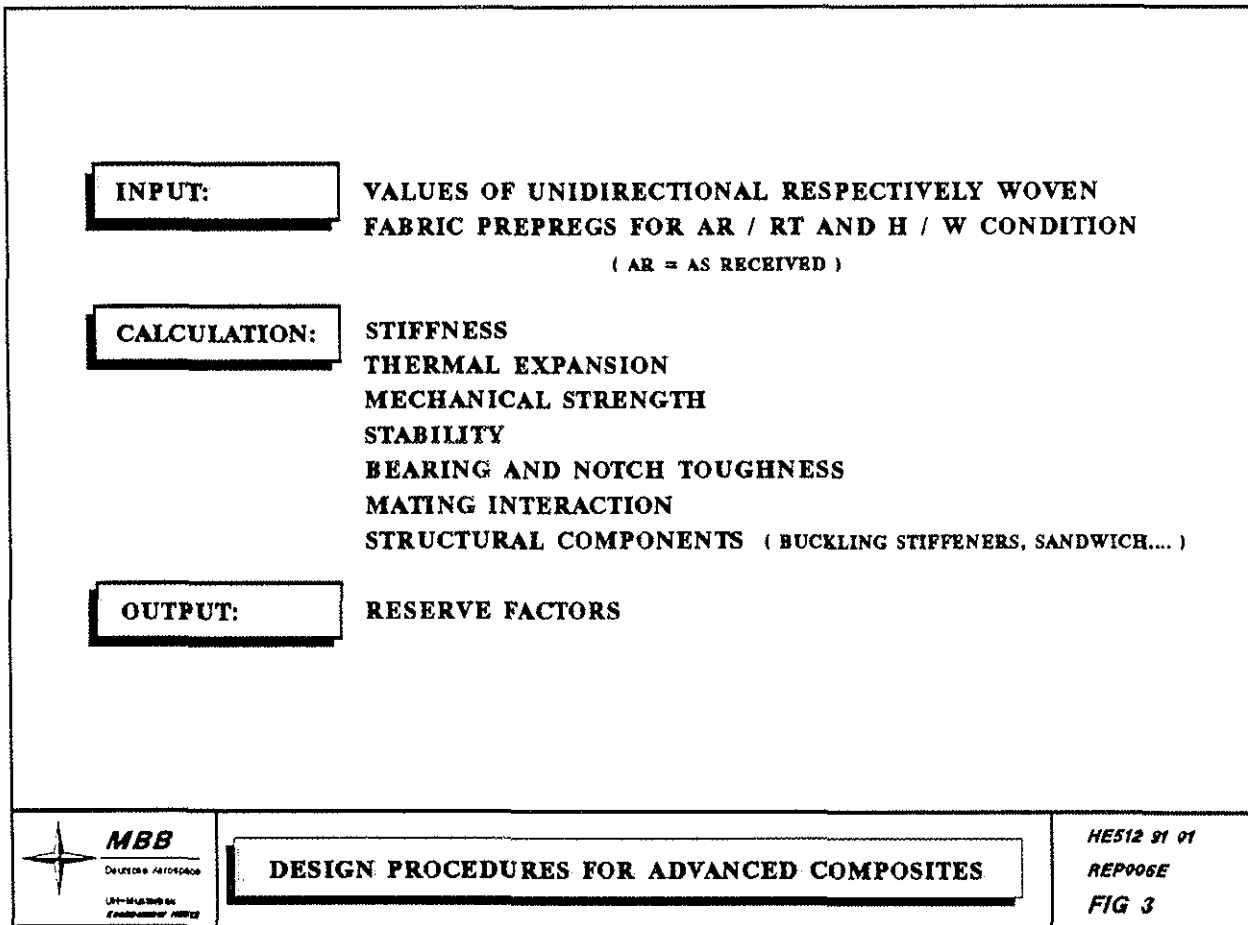 INPUT:
VALUES OF UNIDIRECTIONAL RESPECTIVELY WOVEN
FABRIC PREPREGS FOR AR / RT AND H / W CONDITION
( AR = AS RECEIVED )
CALCULATION:
STIFFNESS
THERMAL EXPANSION
MECHANICAL STRENGTH
STABILITY
BEARING AND NOTCH TOUGHNESS
MATING INTERACTION
STRUCTURAL COMPONENTS ( BUCKLING STIFFENERS, SANDWICH.... )
OUTPUT:
RESERVE FACTORS
MBB
Deutsche Aerospace
DESIGN PROCEDURES FOR ADVANCED COMPOSITES
HE512 91 01
REP006E
FIG 3